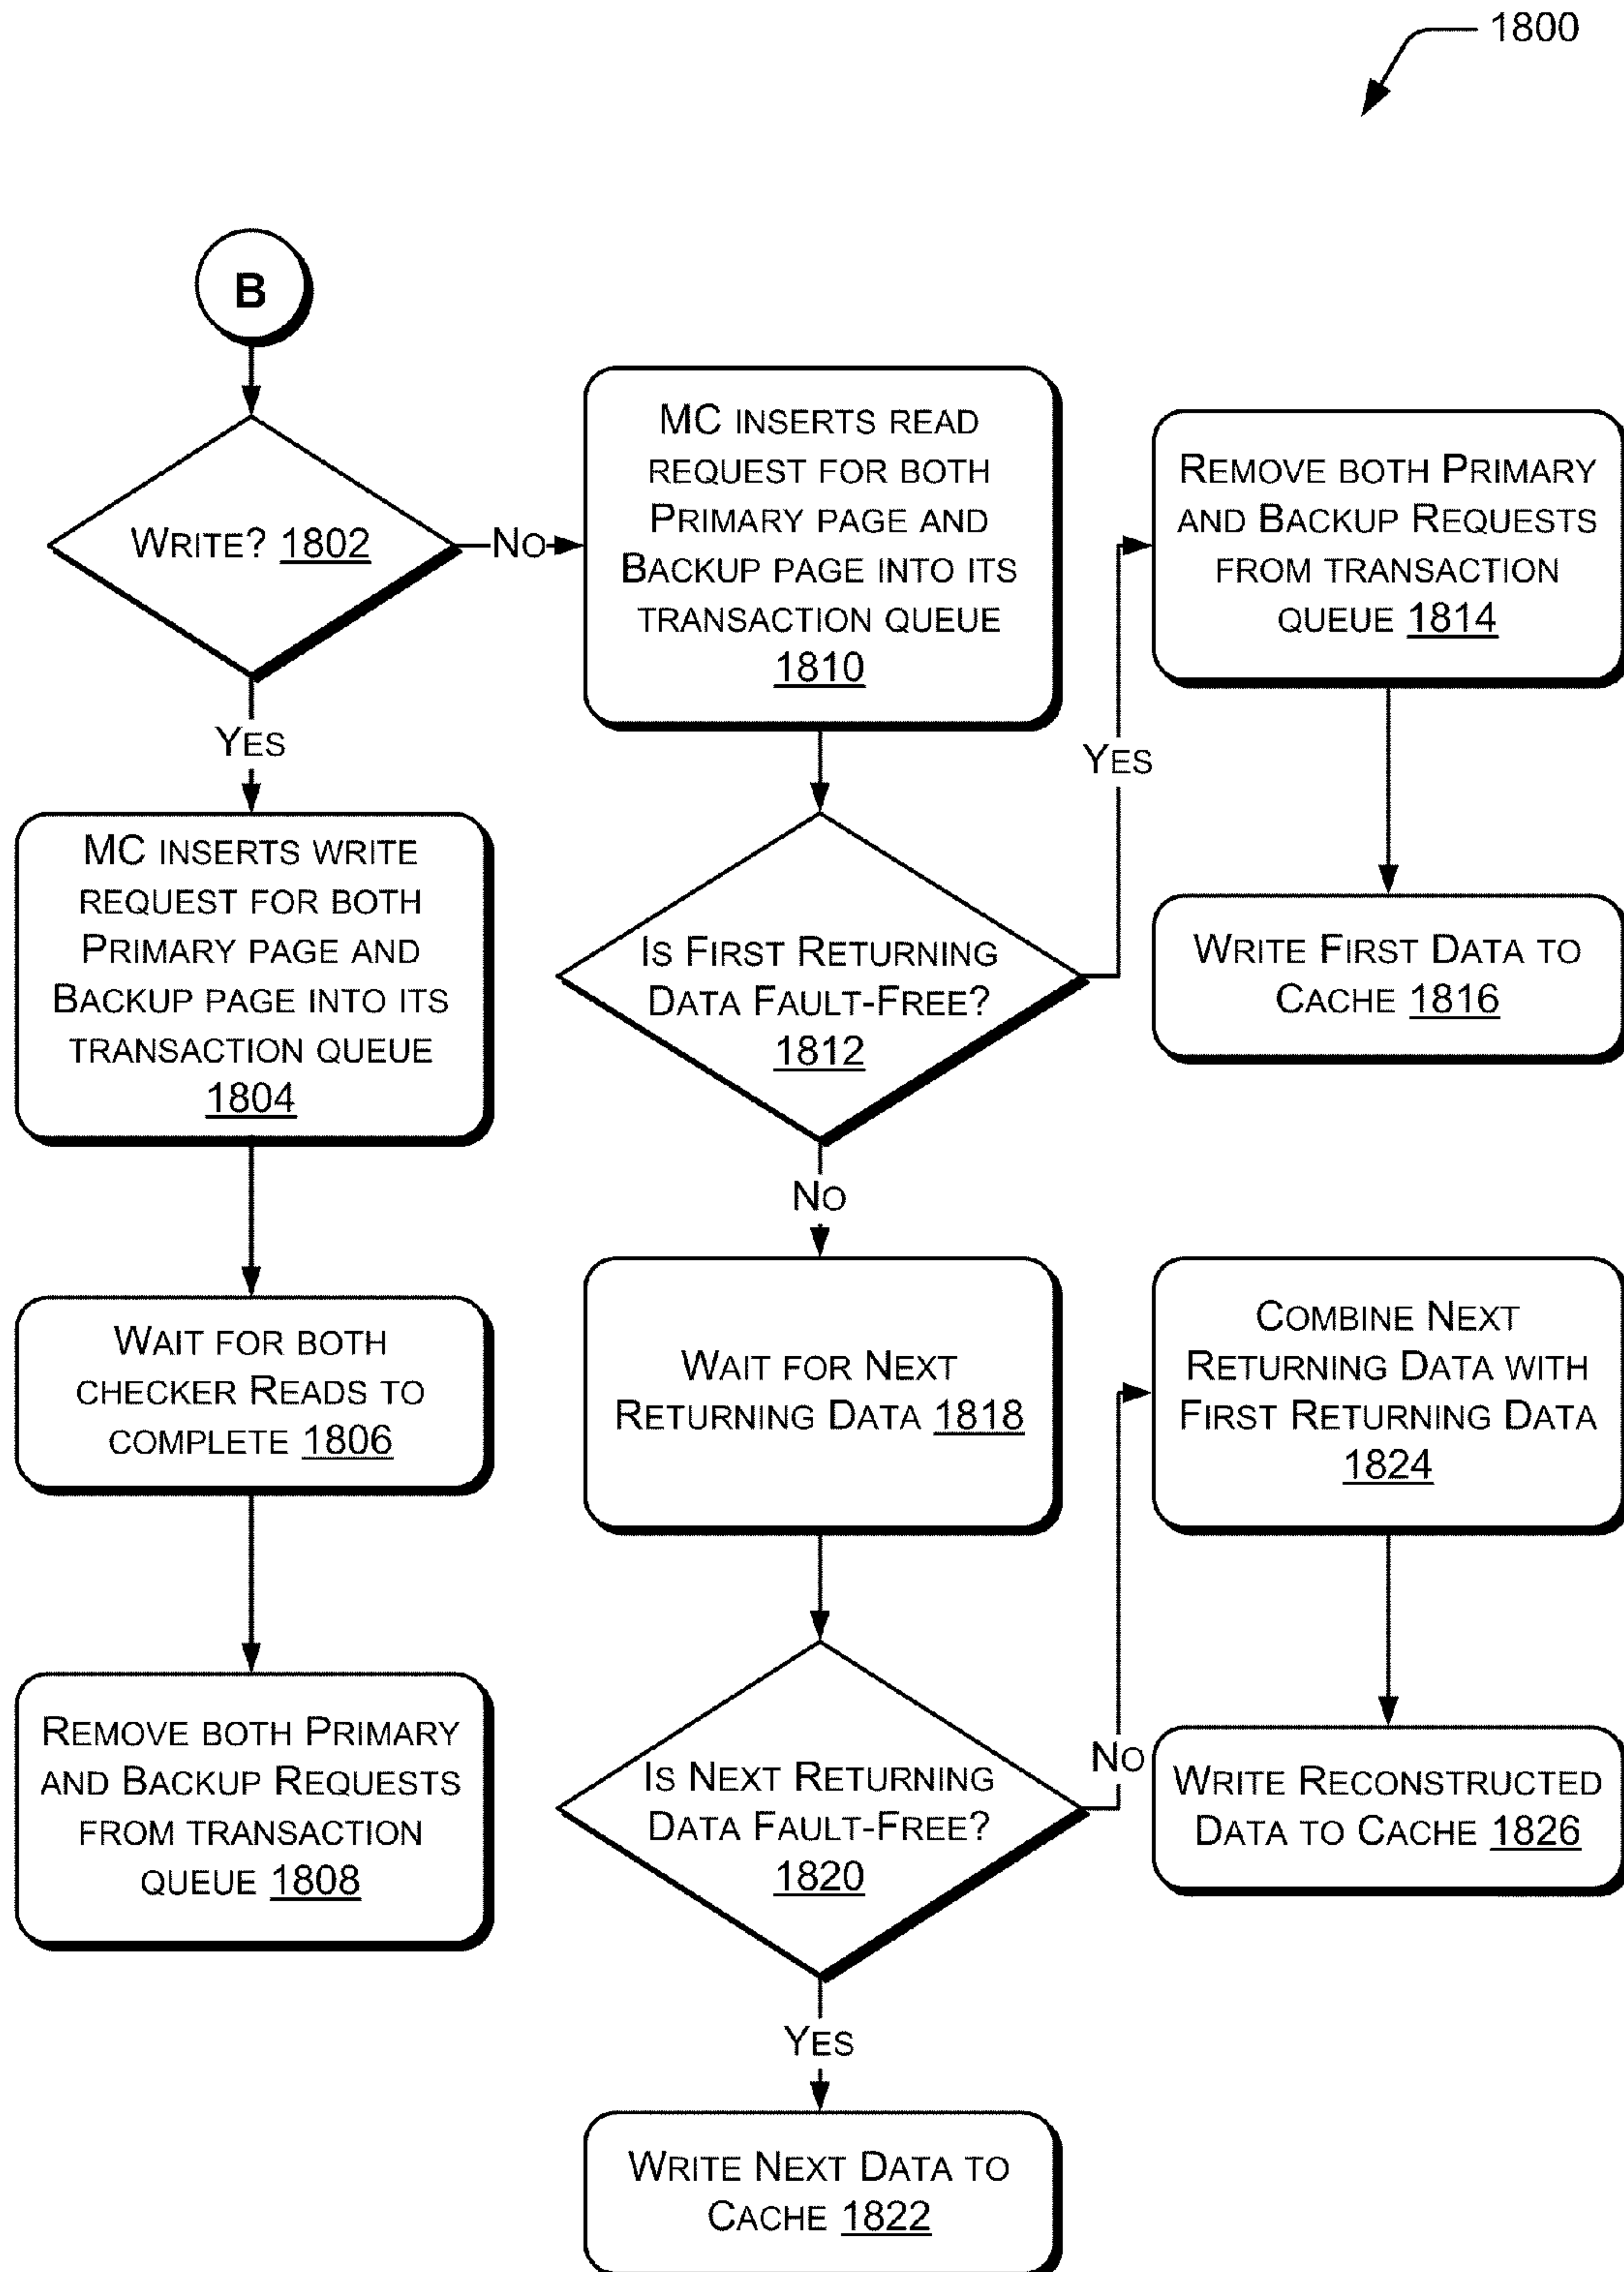 1800
B
WRITE? 1802
NO
YES
MC INSERTS WRITE
REQUEST FOR BOTH
PRIMARY PAGE AND
BACKUP PAGE INTO ITS
TRANSACTION QUEUE
1804
WAIT FOR BOTH
CHECKER READS TO
COMPLETE 1806
REMOVE BOTH PRIMARY
AND BACKUP REQUESTS
FROM TRANSACTION
QUEUE 1808
MC INSERTS READ
REQUEST FOR BOTH
PRIMARY PAGE AND
BACKUP PAGE INTO ITS
TRANSACTION QUEUE
1810
IS FIRST RETURNING
DATA FAULT-FREE?
1812
YES
REMOVE BOTH PRIMARY
AND BACKUP REQUESTS
FROM TRANSACTION
QUEUE 1814
WRITE FIRST DATA TO
CACHE 1816
NO
WAIT FOR NEXT
RETURNING DATA 1818
IS NEXT RETURNING
DATA FAULT-FREE?
1820
NO
COMBINE NEXT
RETURNING DATA WITH
FIRST RETURNING DATA
1824
WRITE RECONSTRUCTED
DATA TO CACHE 1826
YES
WRITE NEXT DATA TO
CACHE 1822